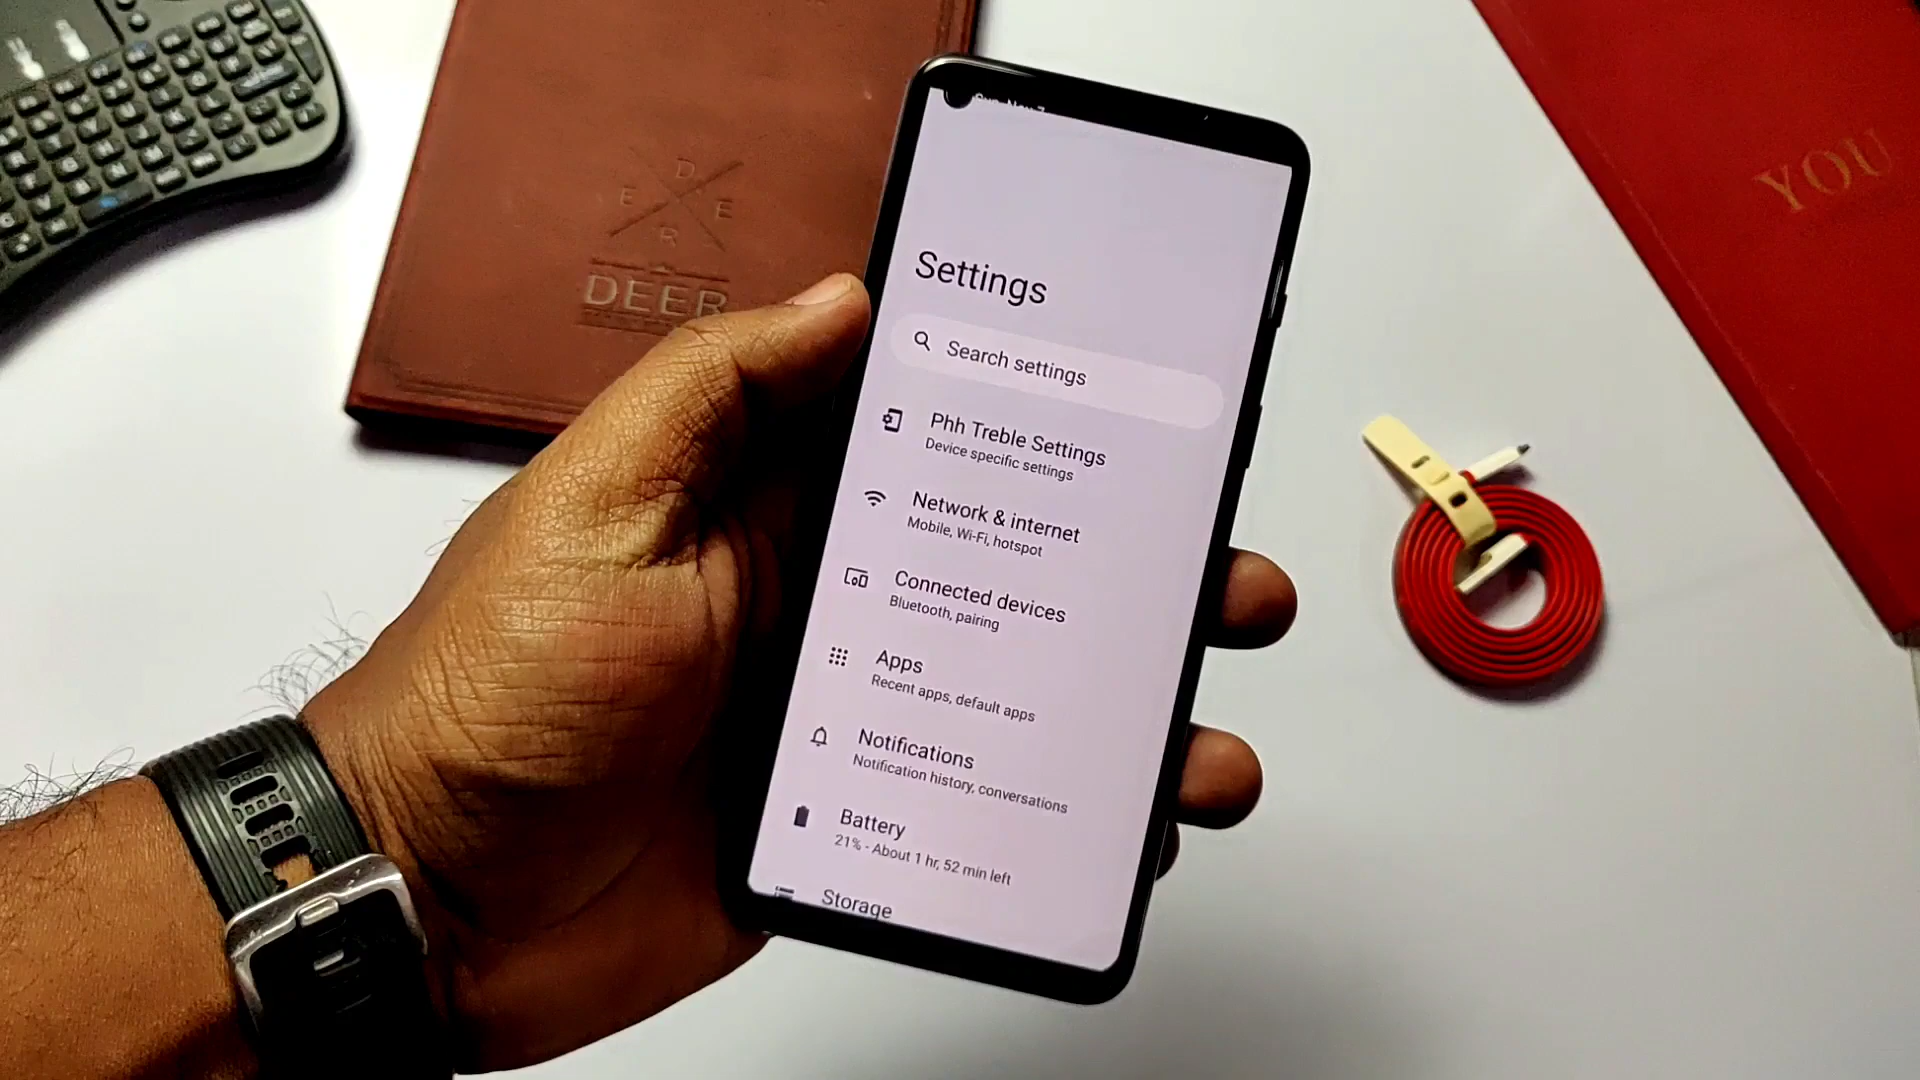 D
E E
R
DEER
YOU
Settings
Search settings
Phh Treble Settings
Device specific settings
Network & internet
Mobile, Wi-Fi, hotspot
Connected devices
Bluetooth, pairing
Apps
Recent apps, default apps
Notifications
Notification history, conversations
Battery
21% - About 1 hr, 52 min left
Storage